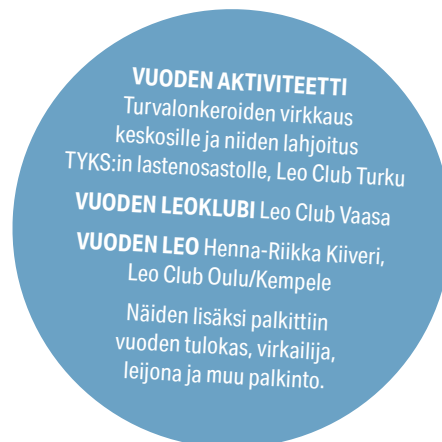 VUODEN AKTIVITEETTI
Turvalonkeroiden virkkaus
keskosille ja niiden lahjoitus
TYKS:in lastenosastolle, Leo Club Turku
VUODEN LEOKLUBI Leo Club Vaasa
VUODEN LEO Henna-Riikka Kiiveri,
Leo Club Oulu/Kempele
Näiden lisäksi palkittiin
vuoden tulokas, virkailija,
leijona ja muu palkinto.